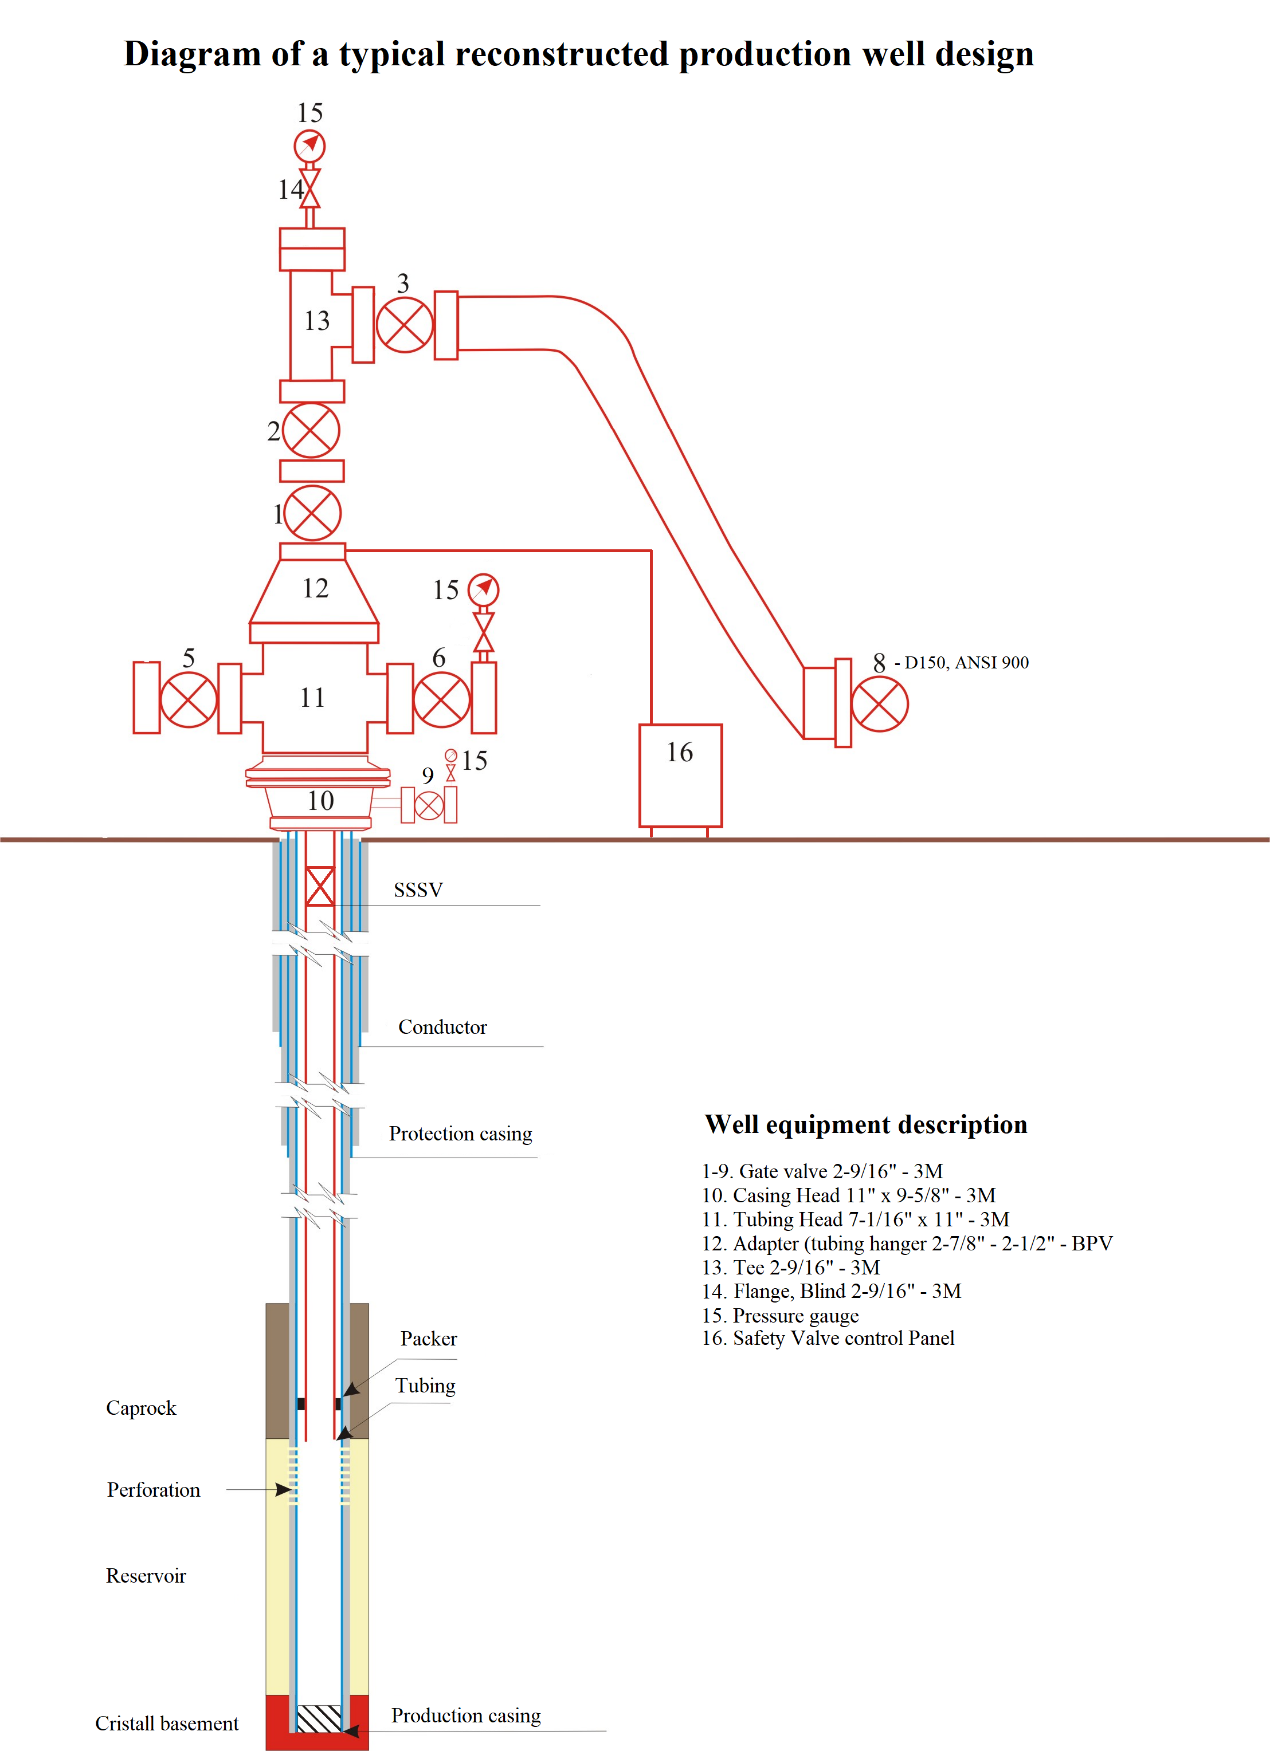 Diagram of a typical reconstructed production well design
15
14
3
13
2
1
12
15
5
6
8 - D150, ANSI 900
11
16
15
9
10
SSSV
Conductor
Protection casing
Well equipment description
1-9. Gate valve 2-9/16" - 3M
10. Casing Head 11" x 9-5/8" - 3M
11. Tubing Head 7-1/16" x 11" - 3M
12. Adapter (tubing hanger 2-7/8" - 2-1/2" - BPV
13. Tee 2-9/16" - 3M
14. Flange, Blind 2-9/16" - 3M
15. Pressure gauge
16. Safety Valve control Panel
Packer
Tubing
Caprock
Perforation
Reservoir
Production casing
Cristall basement